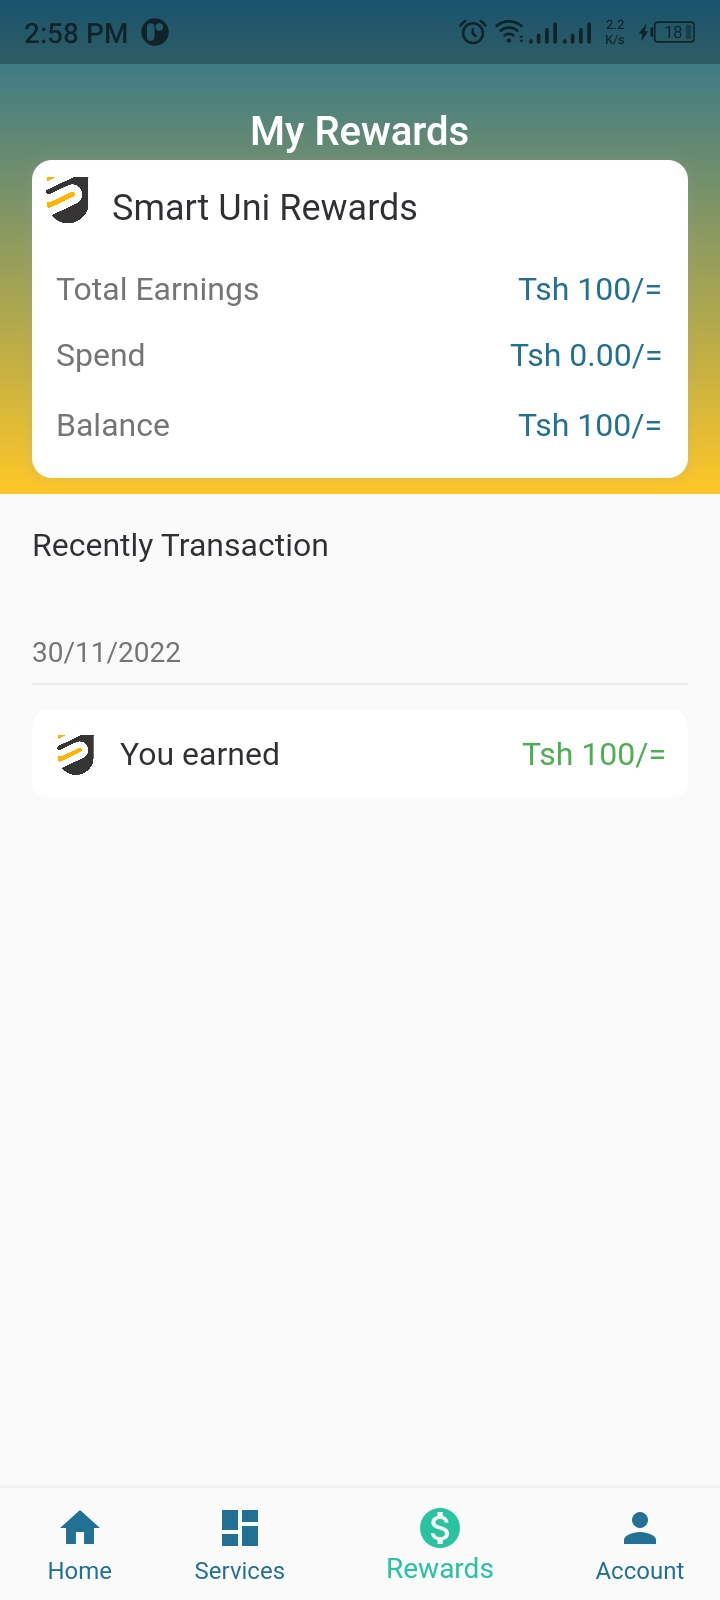 2:58 PM
2.2
K/s
18
My Rewards
Smart Uni Rewards
Total Earnings Tsh 100/=
Spend Tsh 0.00/=
Balance Tsh 100/=
Recently Transaction
30/11/2022
You earned Tsh 100/=
Home Services Rewards Account